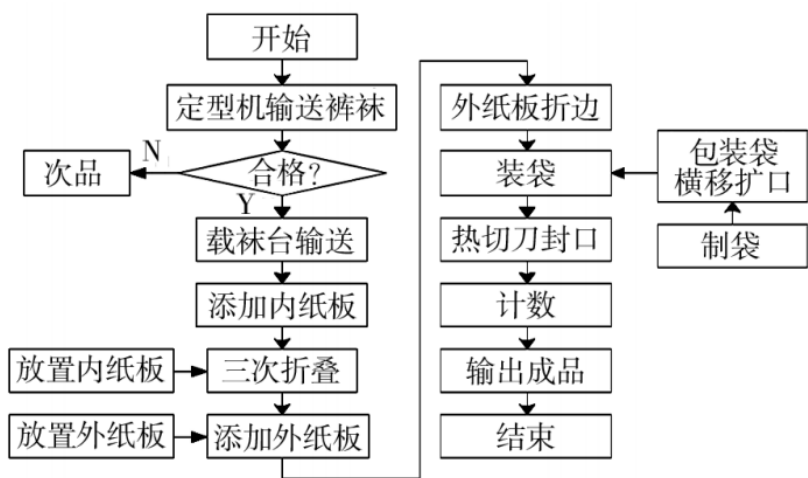 开始
定型机输送裤袜
合格?
N
次品
Y
载袜台输送
添加内纸板
放置内纸板
三次折叠
放置外纸板
添加外纸板
外纸板折边
装袋
包装袋
横移扩口
制袋
热切刀封口
计数
输出成品
结束